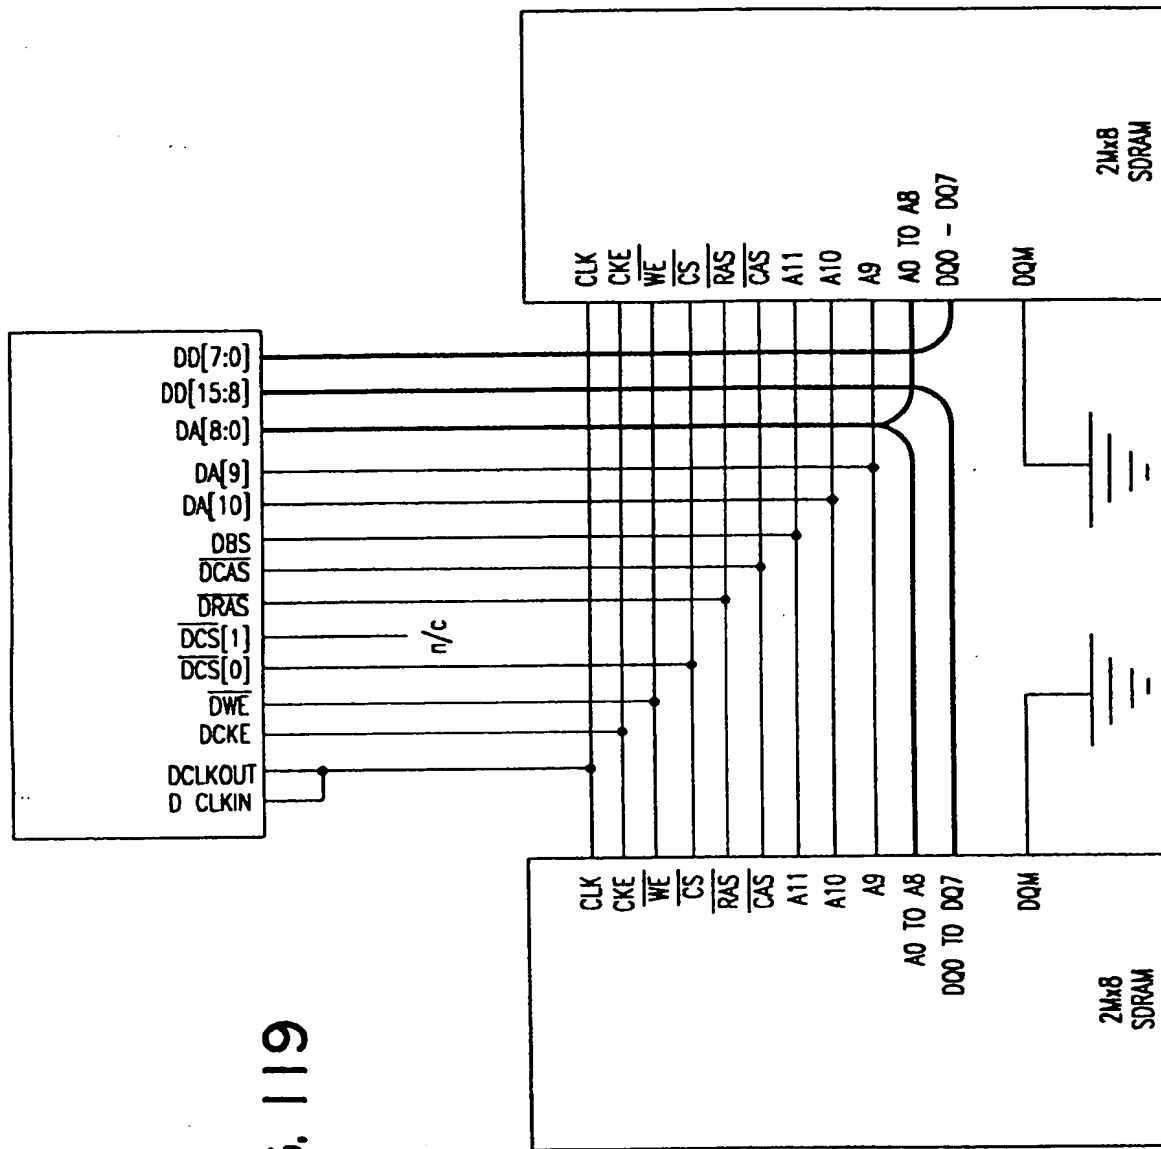 DD[7:0]
DD[15:8]
DA[8:0]
DA[9]
DA[10]
DBS
DCAS
DRAS
DCS[1]
DCS[0]
DWE
DCKE
DCLKOUT
D CLKIN
n/c
CLK
CKE
WE
CS
RAS
CAS
A11
A10
A9
A0 TO A8
DQ0 - DQ7
DQM
2Mx8
SDRAM
CLK
CKE
WE
CS
RAS
CAS
A11
A10
A9
A0 TO A8
DQ0 TO DQ7
DQM
2Mx8
SDRAM
119